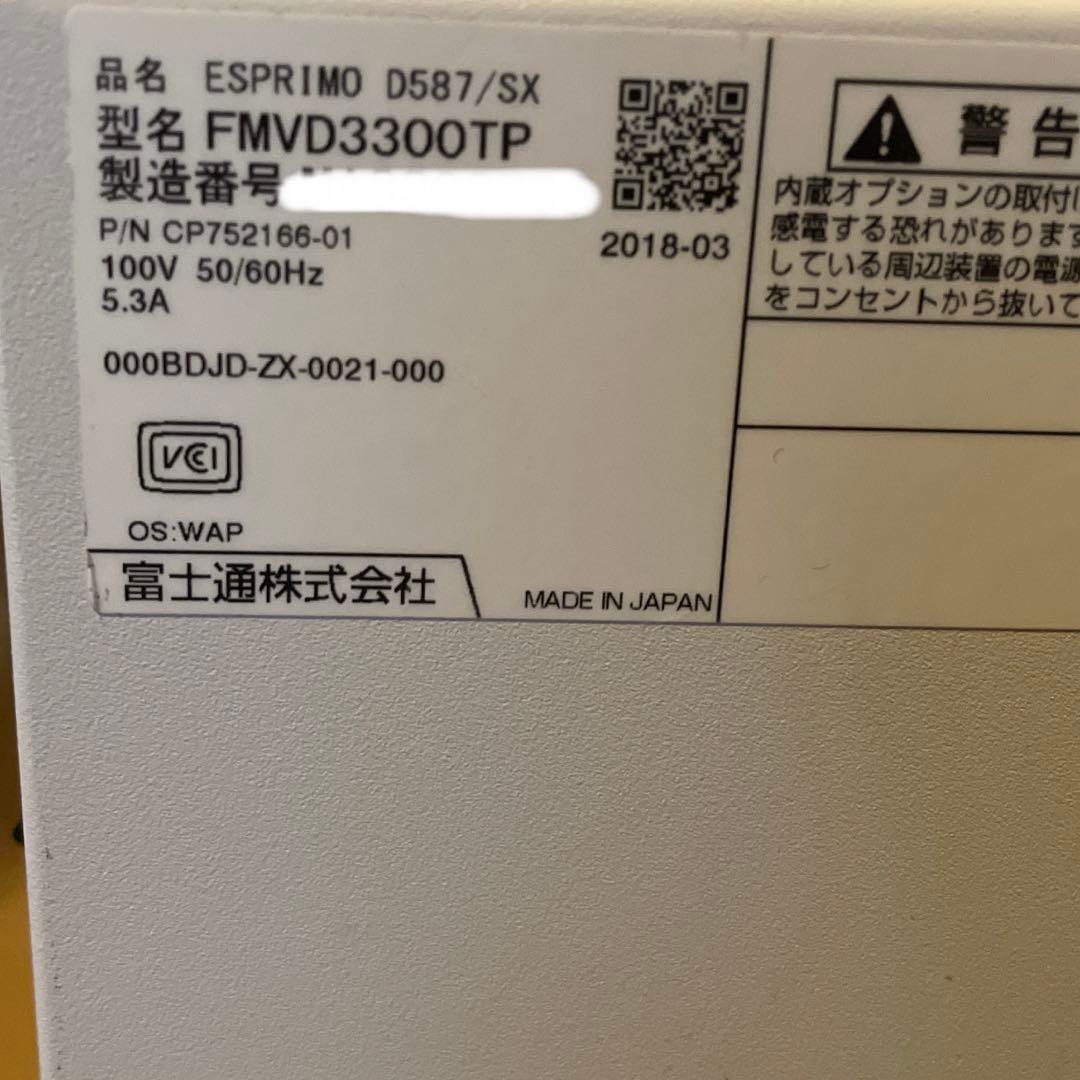 品名 ESPRIMO D587/SX
型名 FMVD3300TP
製造番号
P/N CP752166-01
2018-03
100V 50/60Hz
5.3A
000BDJD-ZX-0021-000
VCCI
OS:WAP
富士通株式会社
MADE IN JAPAN
警告
内蔵オプションの取付け
感電する恐れがあります
している周辺装置の電源
をコンセントから抜いて